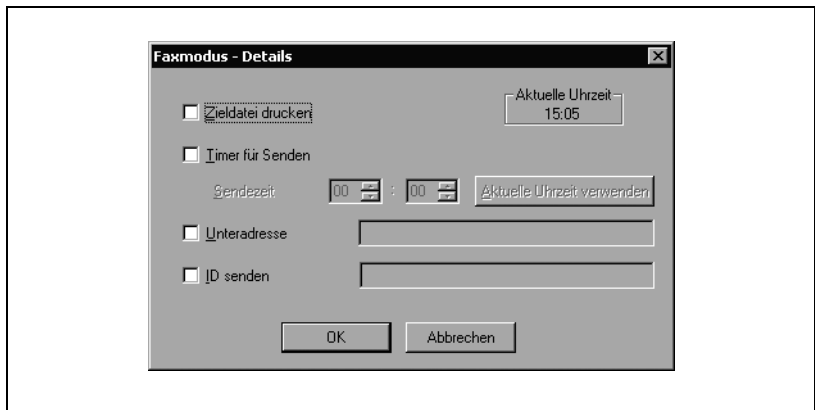 Faxmodus - Details
Aktuelle Uhrzeit
Zieldatei drucken
15:05
Timer für Senden
Sendezeit 00 : 00 Aktuelle Uhrzeit verwenden
Unteradresse
ID senden
OK Abbrechen